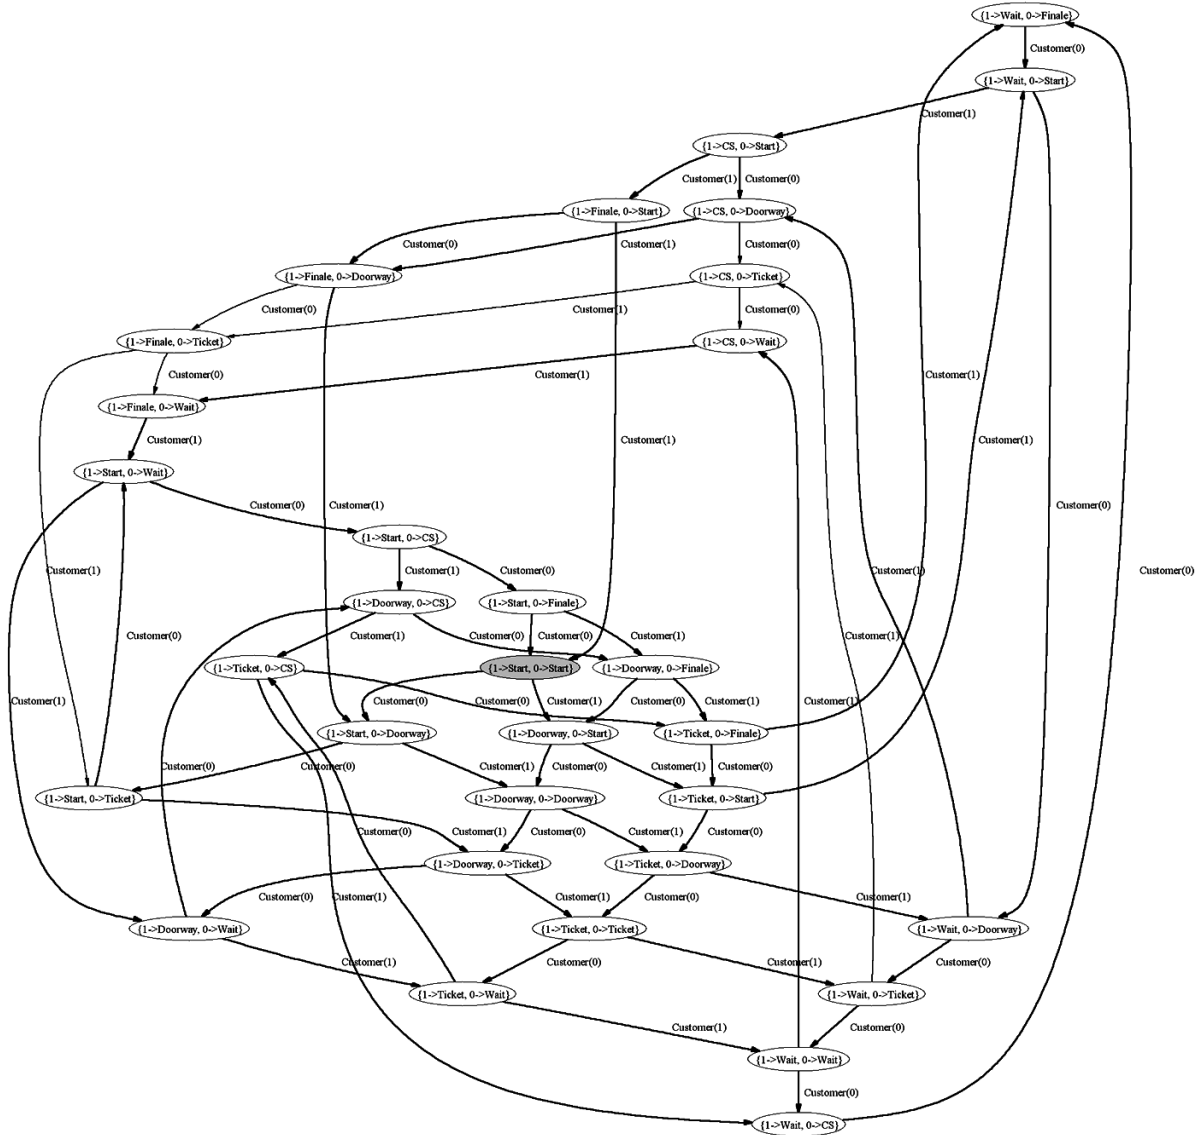 {1->Wait, 0->Finale}
Customer(0)
{1->Wait, 0->Start}
Customer(1)
{1->CS, 0->Start}
Customer(1) Customer(0)
{1->Finale, 0->Start} {1->CS, 0->Doorway}
Customer(0) Customer(1) Customer(0)
{1->Finale, 0->Doorway} {1->CS, 0->Ticket}
Customer(0) Customer(1) Customer(0)
{1->Finale, 0->Ticket} {1->CS, 0->Wait}
Customer(0) Customer(1) Customer(1)
{1->Finale, 0->Wait}
Customer(1) Customer(1) Customer(1)
{1->Start, 0->Wait}
Customer(0) Customer(1) Customer(0)
{1->Start, 0->CS}
Customer(1) Customer(1) Customer(0) Customer(1) Customer(0)
{1->Doorway, 0->CS} {1->Start, 0->Finale}
Customer(0) Customer(1) Customer(0) Customer(0) Customer(1) Customer(1)
{1->Ticket, 0->CS} {1->Start, 0->Start} {1->Doorway, 0->Finale}
Customer(1) Customer(0) Customer(0) Customer(1) Customer(0) Customer(1) Customer(1)
{1->Start, 0->Doorway} {1->Doorway, 0->Start} {1->Ticket, 0->Finale}
Customer(0) Customer(0) Customer(1) Customer(0) Customer(1) Customer(0)
{1->Start, 0->Ticket} {1->Doorway, 0->Doorway} {1->Ticket, 0->Start}
Customer(0) Customer(1) Customer(0) Customer(1) Customer(0)
{1->Doorway, 0->Ticket} {1->Ticket, 0->Doorway}
Customer(0) Customer(1) Customer(1) Customer(0) Customer(1)
{1->Doorway, 0->Wait} {1->Ticket, 0->Ticket} {1->Wait, 0->Doorway}
Customer(1) Customer(0) Customer(1) Customer(0)
{1->Ticket, 0->Wait} {1->Wait, 0->Ticket}
Customer(1) Customer(0)
{1->Wait, 0->Wait}
Customer(0)
{1->Wait, 0->CS}